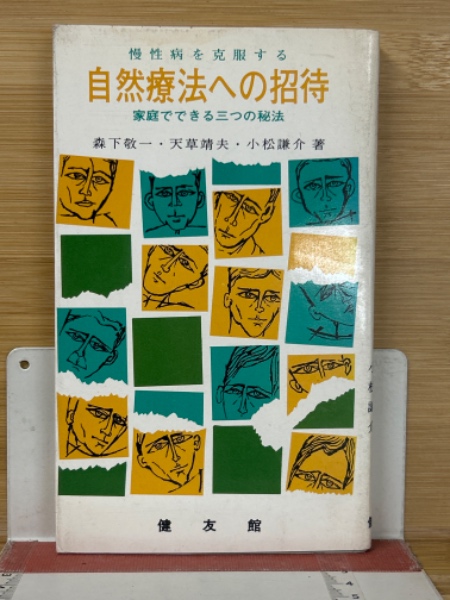 慢性病を克服する
自然療法への招待
家庭でできる三つの秘法
森下敬一・天草靖夫・小松謙介 著
健友館